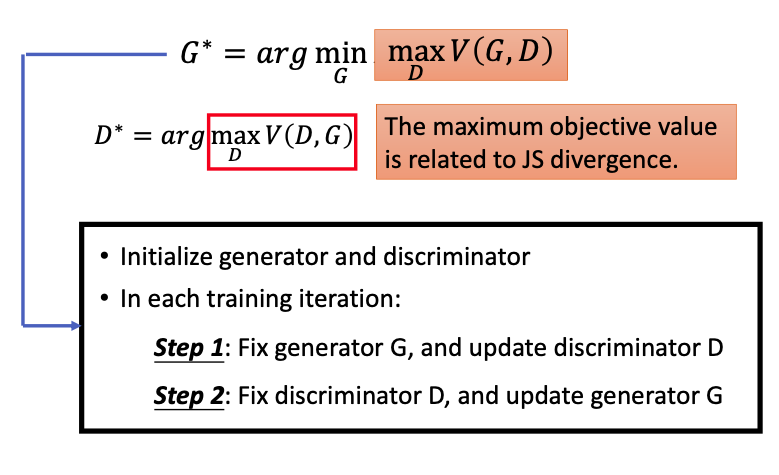 G* = arg min_G max_D V(G, D)
D* = arg max_D V(D, G)
The maximum objective value
is related to JS divergence.
• Initialize generator and discriminator
• In each training iteration:
Step 1: Fix generator G, and update discriminator D
Step 2: Fix discriminator D, and update generator G